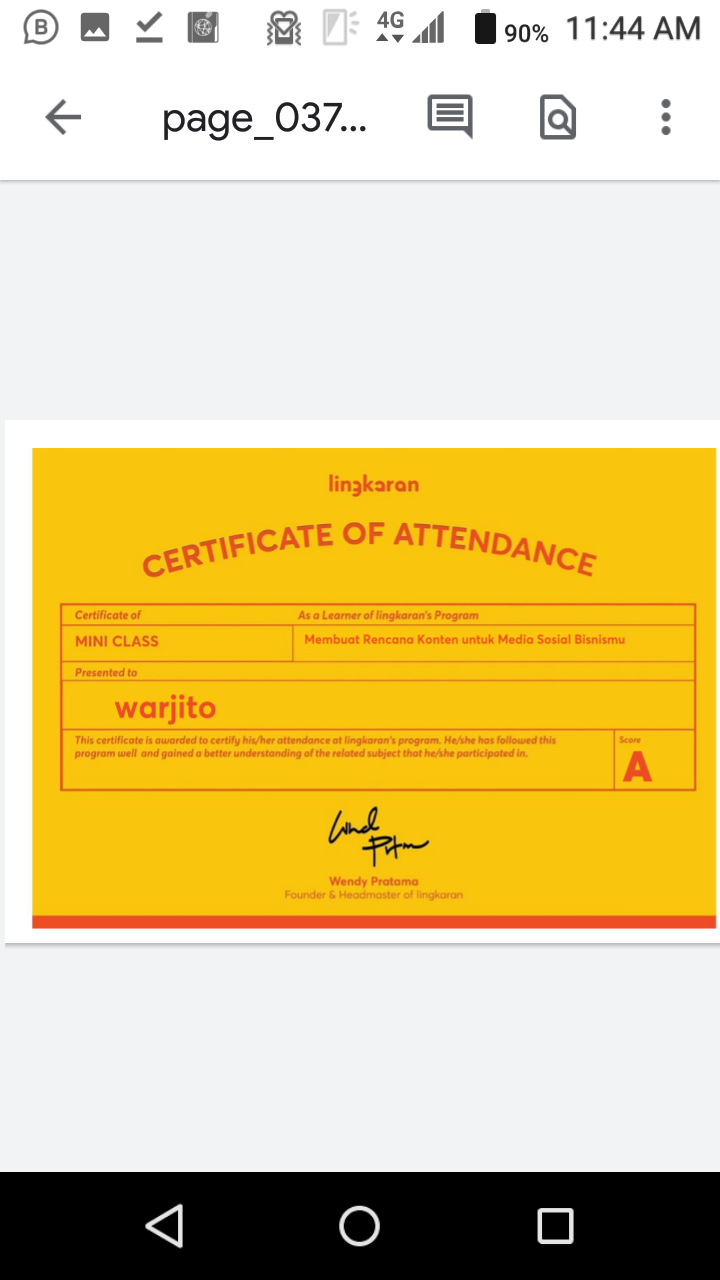 4G 90% 11:44 AM
page_037...
lingkaran
CERTIFICATE OF ATTENDANCE
Certificate of As a Learner of lingkaran's Program
MINI CLASS Membuat Rencana Konten untuk Media Sosial Bisnismu
Presented to
warjito
This certificate is awarded to certify his/her attendance at lingkaran's program. He/she has followed this Score
program well and gained a better understanding of the related subject that he/she participated in.
A
Wendy Pratama
Founder & Headmaster of lingkaran